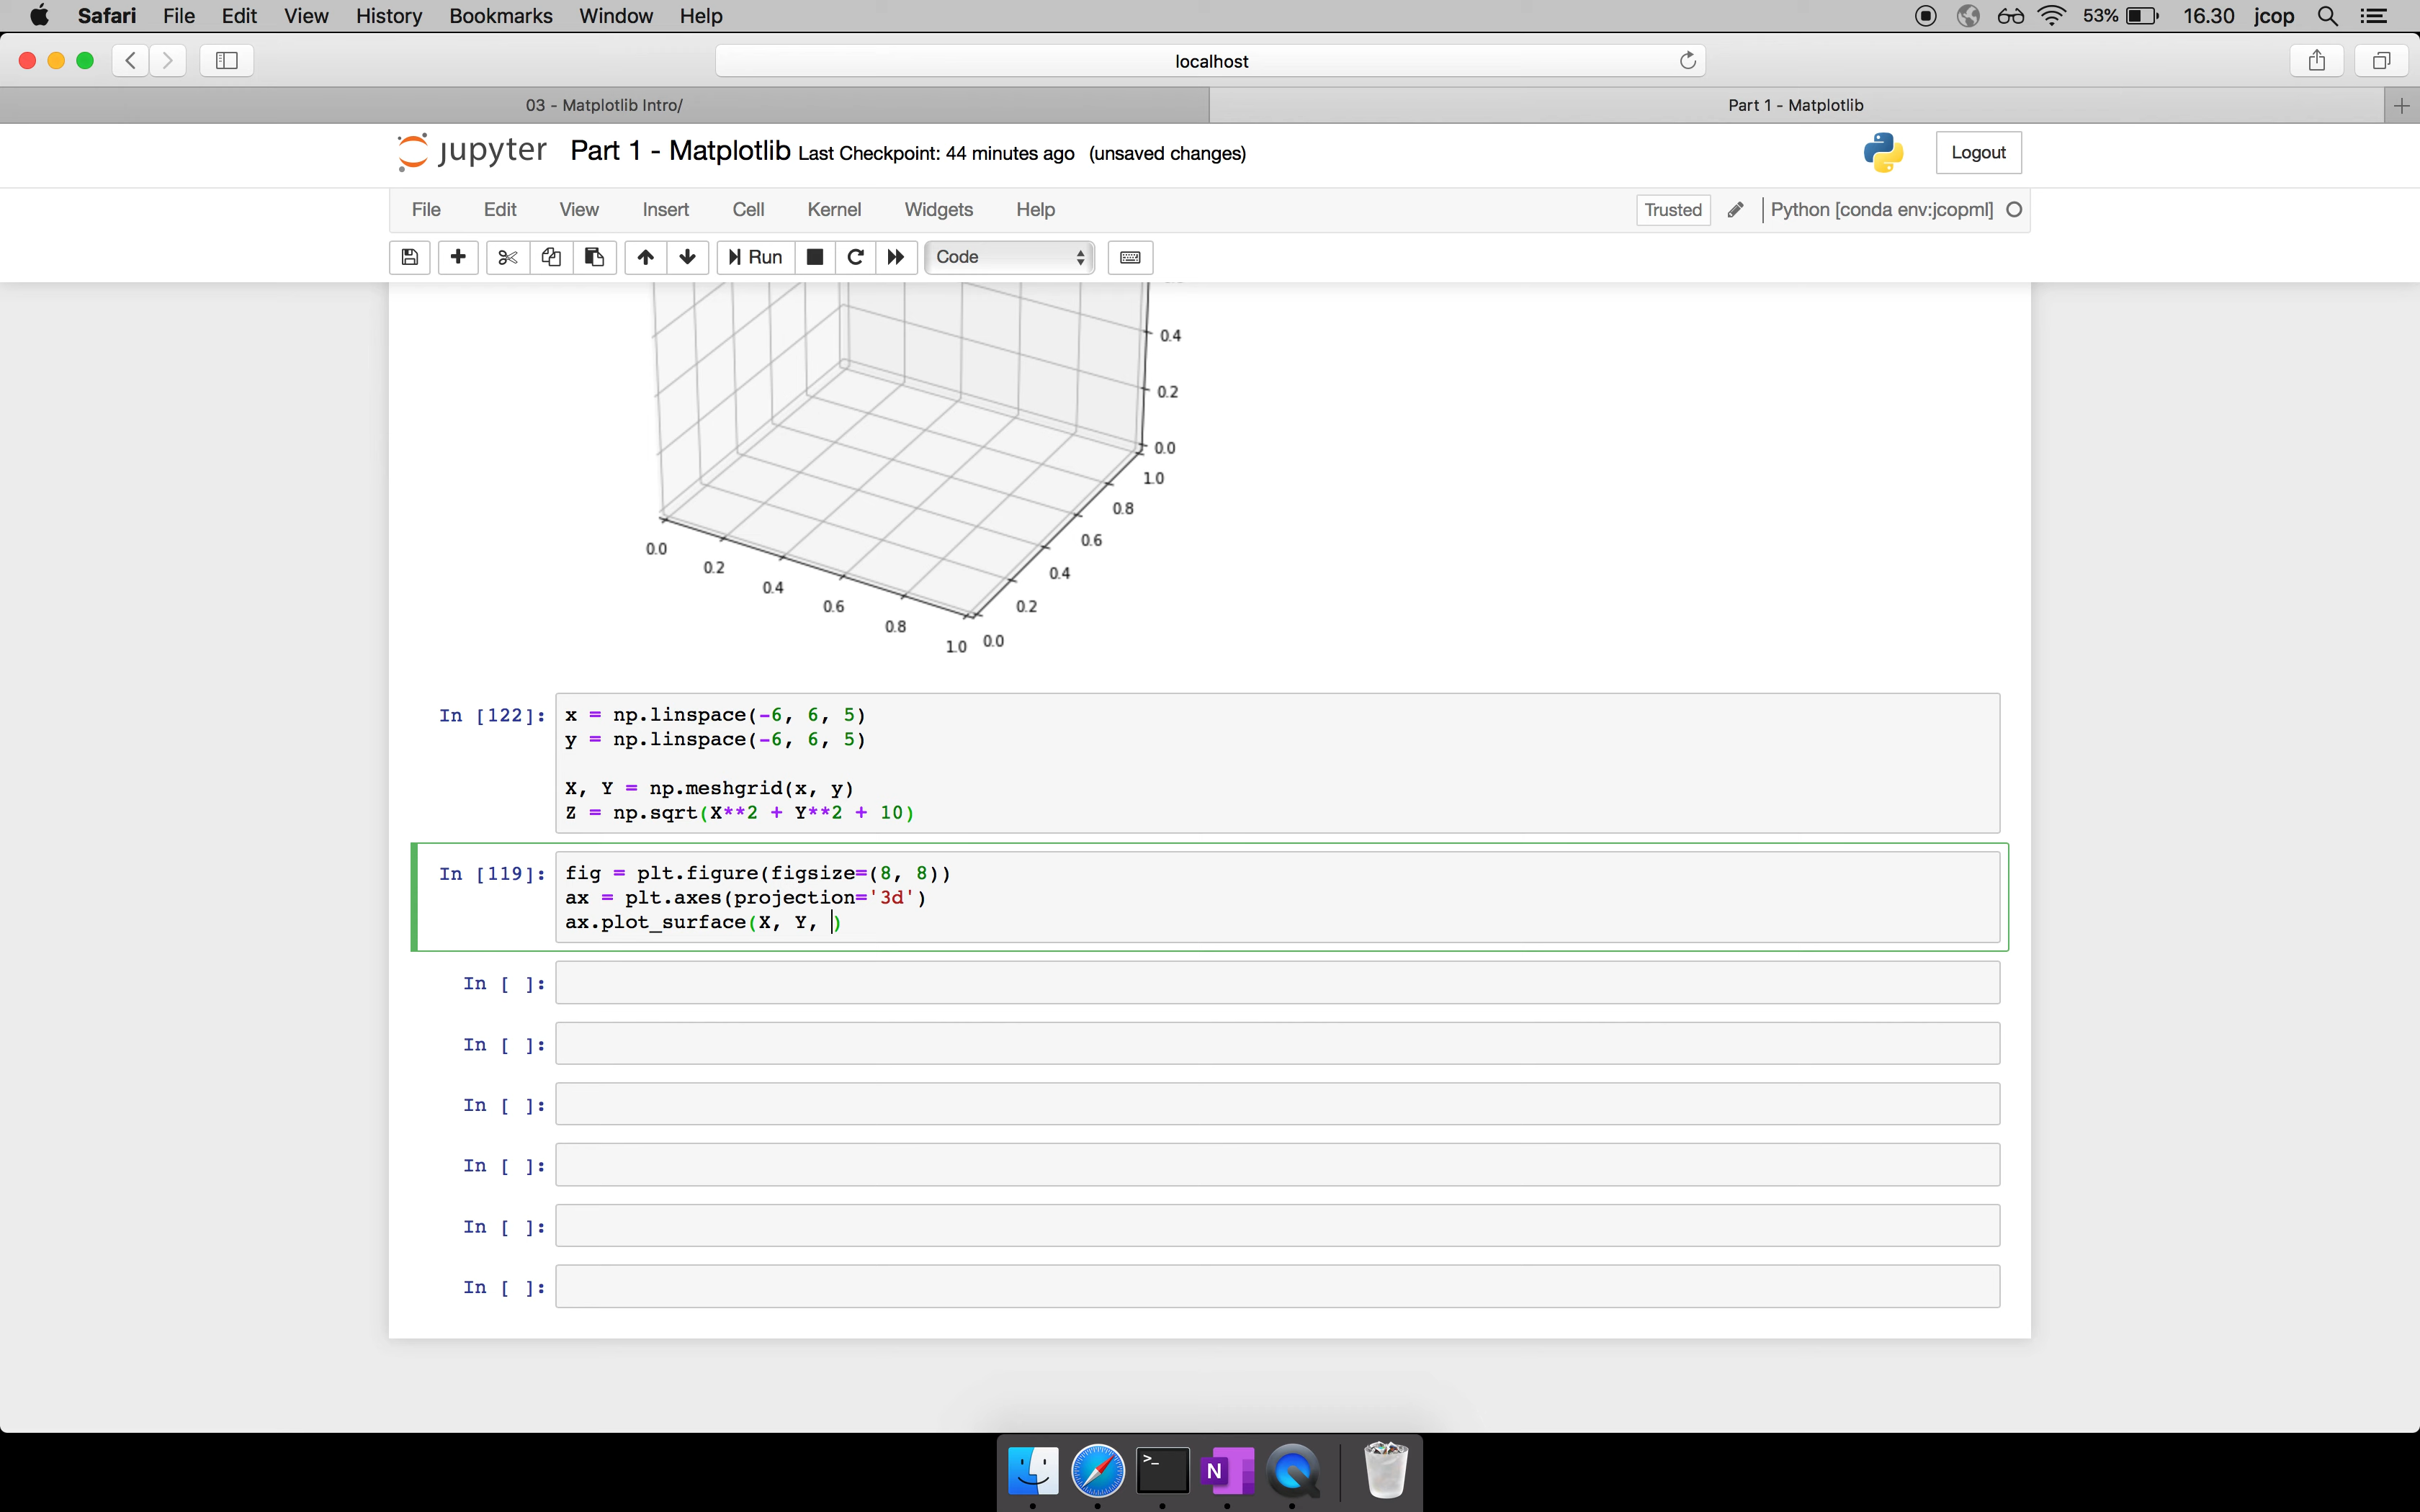 Safari File Edit View History Bookmarks Window Help 53% 16.30 jcop
localhost
03 - Matplotlib Intro/ Part 1 - Matplotlib
jupyter Part 1 - Matplotlib Last Checkpoint: 44 minutes ago (unsaved changes) Logout
File Edit View Insert Cell Kernel Widgets Help Trusted Python [conda env:jcopml]
Run Code
0.4
0.2
0.0
1.0
0.8
0.6
0.4
0.2
0.0
0.0
0.2
0.4
0.6
0.8
1.0
In [122]: x = np.linspace(-6, 6, 5)
y = np.linspace(-6, 6, 5)
X, Y = np.meshgrid(x, y)
Z = np.sqrt(X**2 + Y**2 + 10)
In [119]: fig = plt.figure(figsize=(8, 8))
ax = plt.axes(projection='3d')
ax.plot_surface(X, Y, )
In [ ]:
In [ ]:
In [ ]:
In [ ]:
In [ ]:
In [ ]:
>_ N